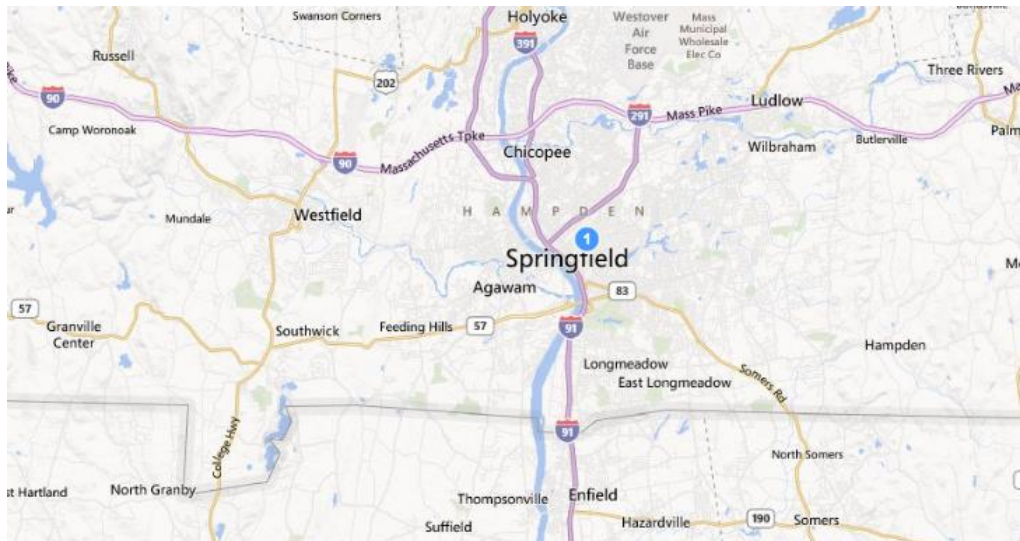 Swanson Corners
Holyoke
Westover
Air
Force
Base
Mass
Municipal
Wholesale
Elec Co
391
Russell
202
Three Rivers
90
Ludlow
291
Mass Pike
Camp Woronoak
Massachusetts Tpke
Butlerville
Wilbraham
Palm
90
Chicopee
Mundale
Westfield
HAMPDEN
1
Springfield
Agawam
83
57
Granville
Center
Southwick
Feeding Hills
57
91
Hampden
Longmeadow
East Longmeadow
Somers Rd
91
College Hwy
North Somers
st Hartland
North Granby
Thompsonville
Enfield
Suffield
Hazardville
190
Somers